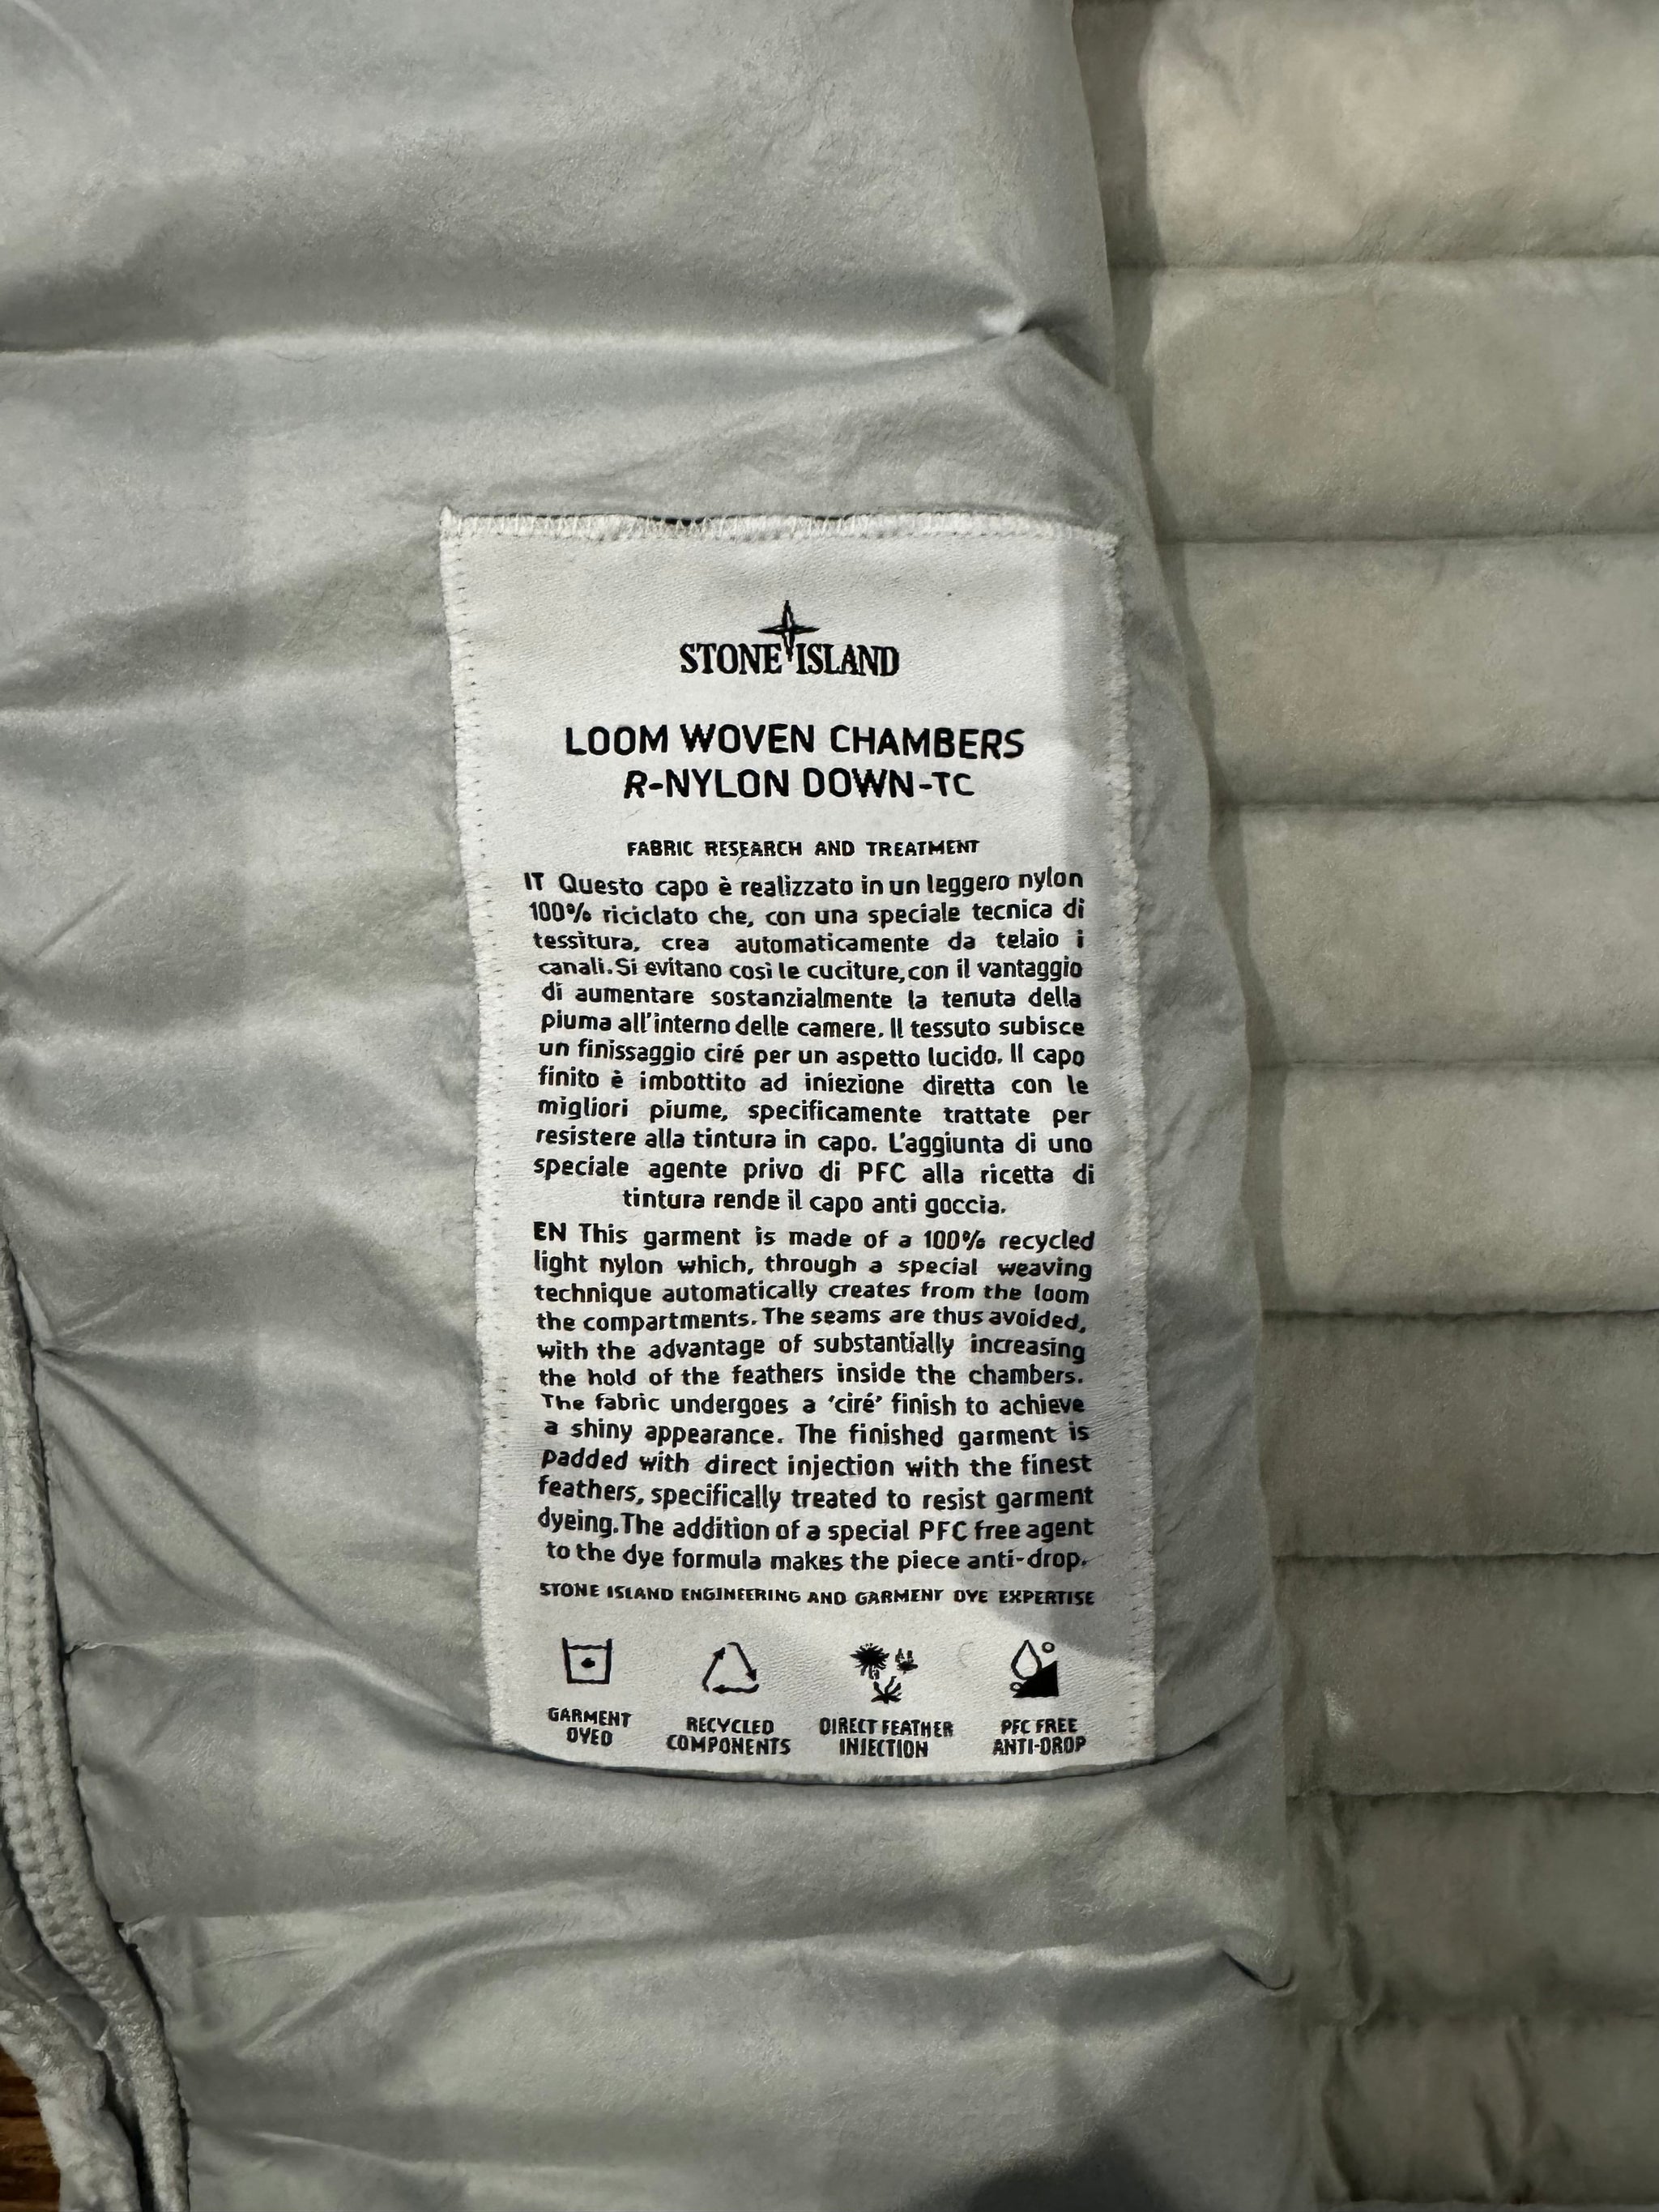 STONE ISLAND
LOOM WOVEN CHAMBERS
R-NYLON DOWN-TC
FABRIC RESEARCH AND TREATMENT
IT Questo capo è realizzato in un leggero nylon
100% riciclato che, con una speciale tecnica di
tessitura, crea automaticamente da telaio i
canali. Si evitano così le cuciture, con il vantaggio
di aumentare sostanzialmente la tenuta della
piuma all'interno delle camere. Il tessuto subisce
un finissaggio ciré per un aspetto lucido. Il capo
finito è imbottito ad iniezione diretta con le
migliori piume, specificamente trattate per
resistere alla tintura in capo. L'aggiunta di uno
speciale agente privo di PFC alla ricetta di
tintura rende il capo anti goccia.
EN This garment is made of a 100% recycled
light nylon which, through a special weaving
technique automatically creates from the loom
the compartments. The seams are thus avoided,
with the advantage of substantially increasing
the hold of the feathers inside the chambers.
The fabric undergoes a 'ciré' finish to achieve
a shiny appearance. The finished garment is
padded with direct injection with the finest
feathers, specifically treated to resist garment
dyeing. The addition of a special PFC free agent
to the dye formula makes the piece anti-drop.
STONE ISLAND ENGINEERING AND GARMENT DYE EXPERTISE
GARMENT
DYED
RECYCLED
COMPONENTS
DIRECT FEATHER
INJECTION
PFC FREE
ANTI-DROP